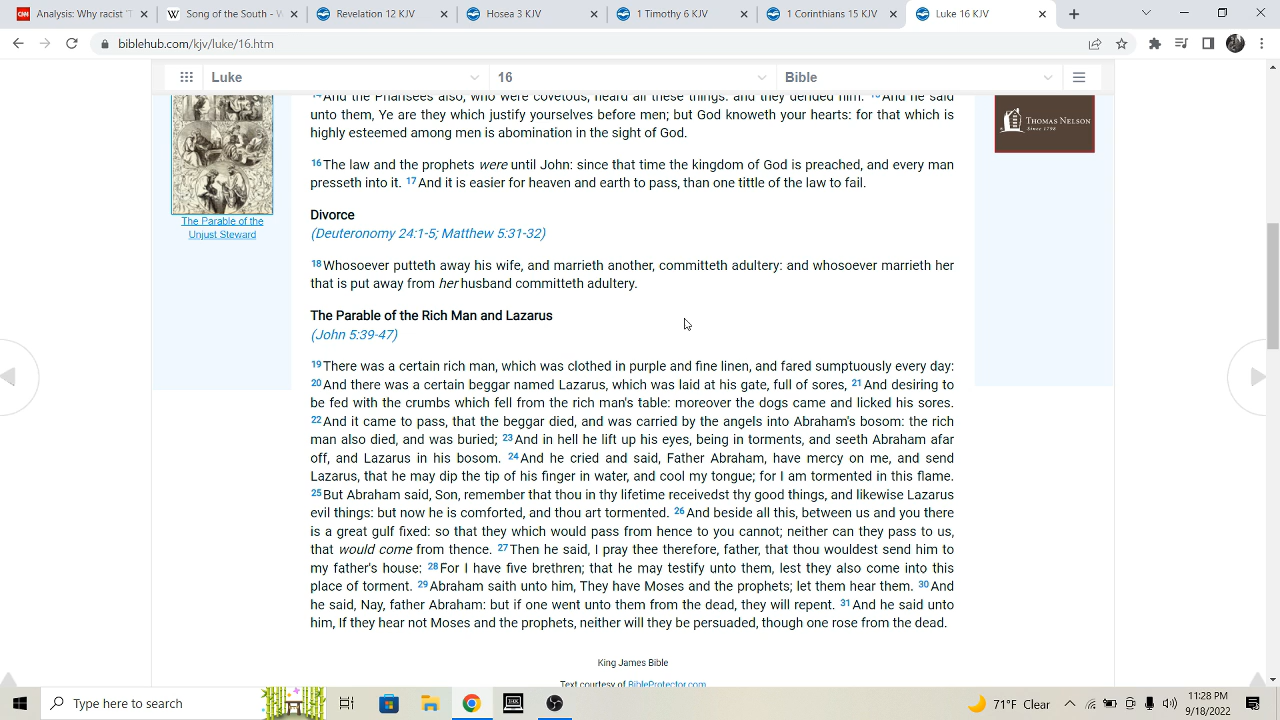 Analysis: Why racist "T
King of the South - W
Revelation 12 KJV
Hosea 3 KJV
1 Timothy 6 KJV
1 Corinthians 15 KJV
Luke 16 KJV
biblehub.com/kjv/luke/16.htm
Luke
16
Bible
14 And the Pharisees also, who were covetous, heard all these things: and they derided him. 15 And he said
unto them, Ye are they which justify yourselves before men; but God knoweth your hearts: for that which is
highly esteemed among men is abomination in the sight of God.
THOMAS NELSON
Since 1798
16 The law and the prophets were until John: since that time the kingdom of God is preached, and every man
presseth into it. 17 And it is easier for heaven and earth to pass, than one tittle of the law to fail.
The Parable of the
Unjust Steward
Divorce
(Deuteronomy 24:1-5; Matthew 5:31-32)
18 Whosoever putteth away his wife, and marrieth another, committeth adultery: and whosoever marrieth her
that is put away from her husband committeth adultery.
The Parable of the Rich Man and Lazarus
(John 5:39-47)
19 There was a certain rich man, which was clothed in purple and fine linen, and fared sumptuously every day:
20 And there was a certain beggar named Lazarus, which was laid at his gate, full of sores, 21 And desiring to
be fed with the crumbs which fell from the rich man's table: moreover the dogs came and licked his sores.
22 And it came to pass, that the beggar died, and was carried by the angels into Abraham's bosom: the rich
man also died, and was buried; 23 And in hell he lift up his eyes, being in torments, and seeth Abraham afar
off, and Lazarus in his bosom. 24 And he cried and said, Father Abraham, have mercy on me, and send
Lazarus, that he may dip the tip of his finger in water, and cool my tongue; for I am tormented in this flame.
25 But Abraham said, Son, remember that thou in thy lifetime receivedst thy good things, and likewise Lazarus
evil things: but now he is comforted, and thou art tormented. 26 And beside all this, between us and you there
is a great gulf fixed: so that they which would pass from hence to you cannot; neither can they pass to us,
that would come from thence. 27 Then he said, I pray thee therefore, father, that thou wouldest send him to
my father's house: 28 For I have five brethren; that he may testify unto them, lest they also come into this
place of torment. 29 Abraham saith unto him, They have Moses and the prophets; let them hear them. 30 And
he said, Nay, father Abraham: but if one went unto them from the dead, they will repent. 31 And he said unto
him, If they hear not Moses and the prophets, neither will they be persuaded, though one rose from the dead.
King James Bible
Text courtesy of BibleProtector.com
Type here to search
71°F Clear
11:28 PM
9/18/2022